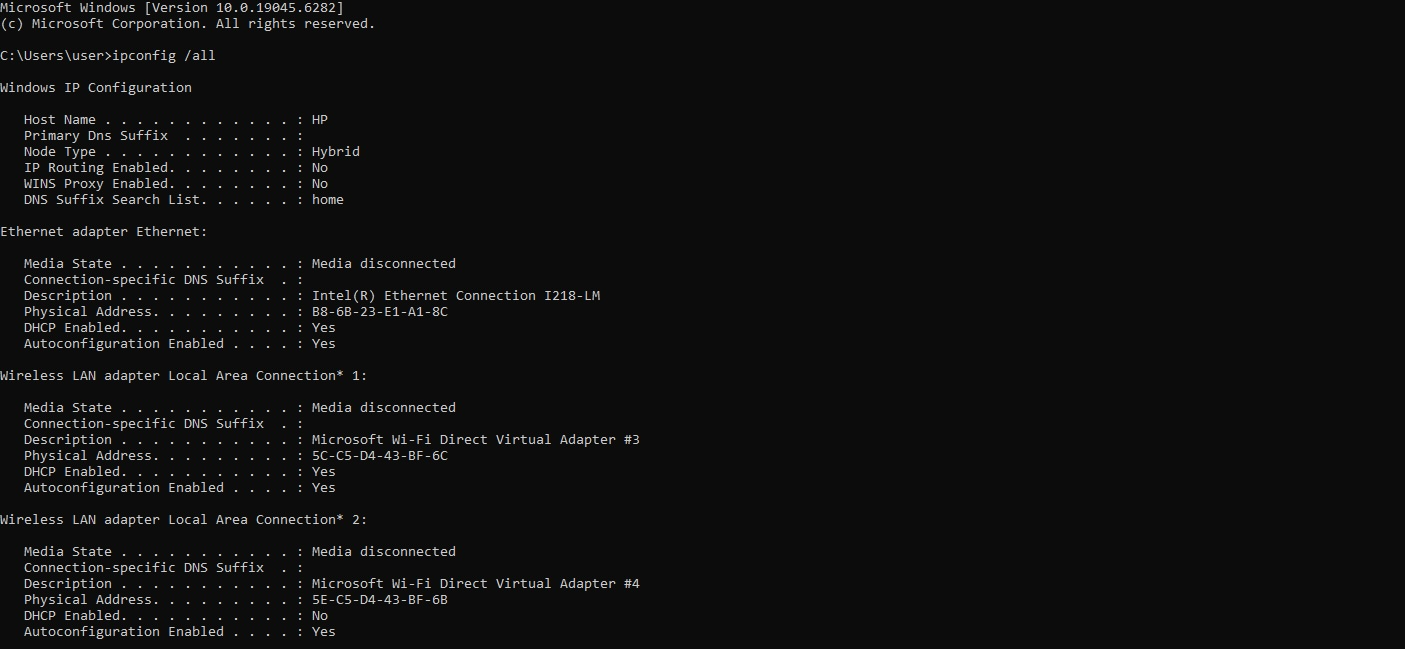 Microsoft Windows [Version 10.0.19045.6282]
(c) Microsoft Corporation. All rights reserved.
C:\Users\user>ipconfig /all
Windows IP Configuration
   Host Name . . . . . . . . . . . . : HP
   Primary Dns Suffix  . . . . . . . :
   Node Type . . . . . . . . . . . . : Hybrid
   IP Routing Enabled. . . . . . . . : No
   WINS Proxy Enabled. . . . . . . . : No
   DNS Suffix Search List. . . . . . : home
Ethernet adapter Ethernet:
   Media State . . . . . . . . . . . : Media disconnected
   Connection-specific DNS Suffix  . :
   Description . . . . . . . . . . . : Intel(R) Ethernet Connection I218-LM
   Physical Address. . . . . . . . . : B8-6B-23-E1-A1-8C
   DHCP Enabled. . . . . . . . . . . : Yes
   Autoconfiguration Enabled . . . . : Yes
Wireless LAN adapter Local Area Connection* 1:
   Media State . . . . . . . . . . . : Media disconnected
   Connection-specific DNS Suffix  . :
   Description . . . . . . . . . . . : Microsoft Wi-Fi Direct Virtual Adapter #3
   Physical Address. . . . . . . . . : 5C-C5-D4-43-BF-6C
   DHCP Enabled. . . . . . . . . . . : Yes
   Autoconfiguration Enabled . . . . : Yes
Wireless LAN adapter Local Area Connection* 2:
   Media State . . . . . . . . . . . : Media disconnected
   Connection-specific DNS Suffix  . :
   Description . . . . . . . . . . . : Microsoft Wi-Fi Direct Virtual Adapter #4
   Physical Address. . . . . . . . . : 5E-C5-D4-43-BF-6B
   DHCP Enabled. . . . . . . . . . . : No
   Autoconfiguration Enabled . . . . : Yes